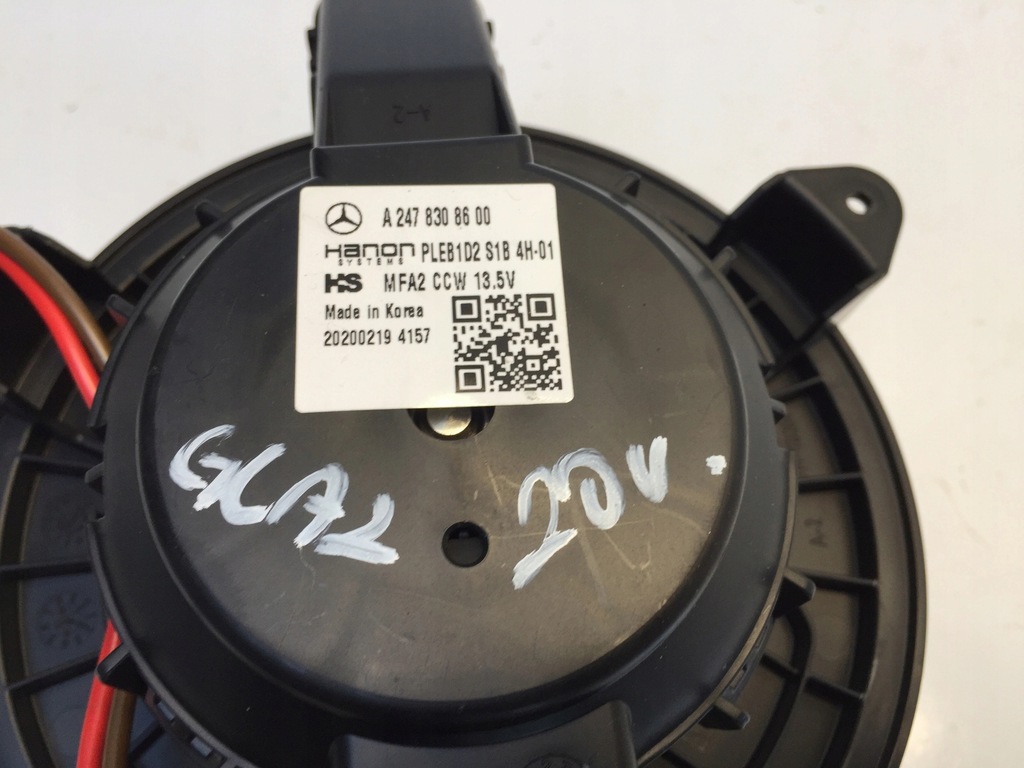 A 247 830 86 00
Hanon PLEB1D2 S1B 4H-01
SYSTEMS
HS MFA2 CCW 13.5V
Made in Korea
20200219 4157
GLA2 20V.
A-2